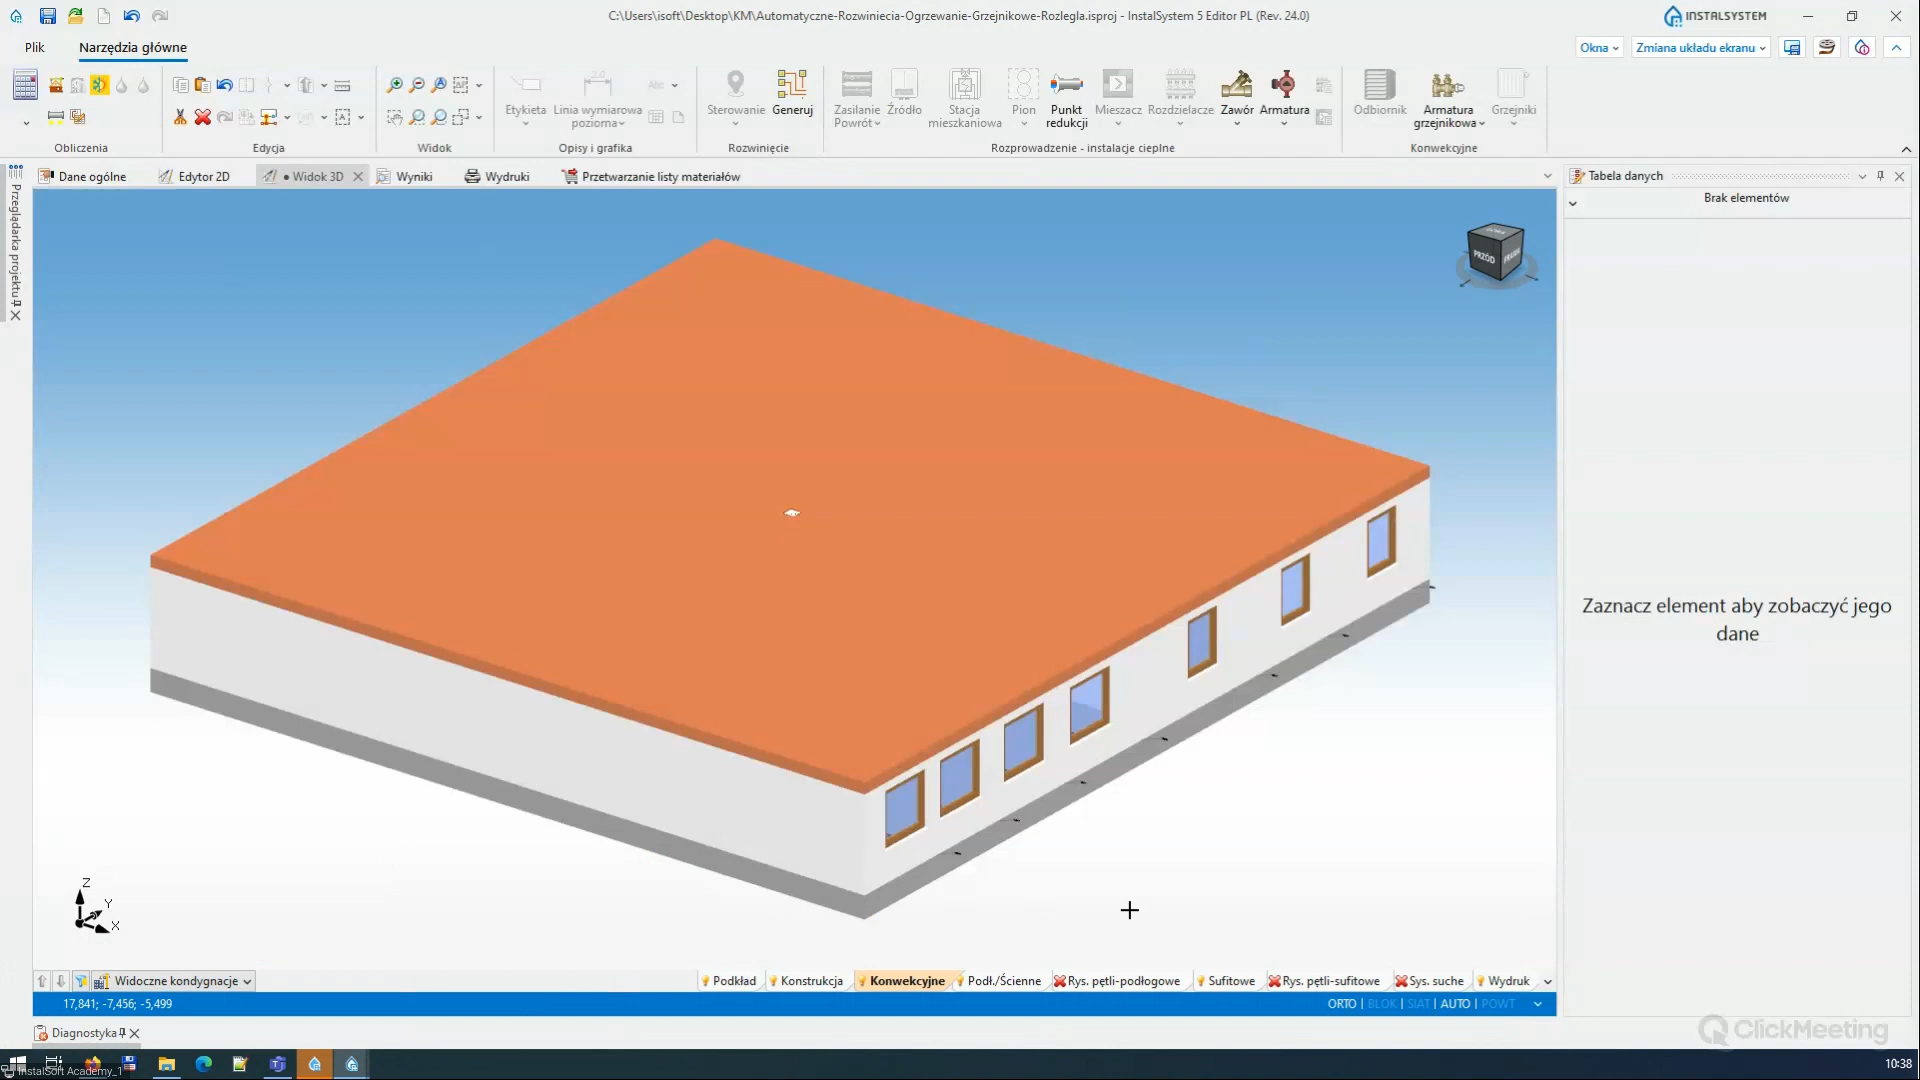 C:\Users\isoft\Desktop\KM\Automatyczne-Rozwiniecia-Ogrzewanie-Grzejnikowe-Rozlegla.isproj - InstalSystem 5 Editor PL (Rev. 24.0)
INSTALSYSTEM
Plik
Narzędzia główne
Okna
Zmiana układu ekranu
Etykieta
Linia wymiarowa pozioma
Abc
Sterowanie
Generuj
Zasilanie Powrót
Źródło
Stacja mieszkaniowa
Pion
Punkt redukcji
Mieszacz
Rozdzielacze
Zawór
Armatura
Odbiornik
Armatura grzejnikowa
Grzejniki
Obliczenia
Edycja
Widok
Opisy i grafika
Rozwinięcie
Rozprowadzenie - instalacje cieplne
Konwekcyjne
Dane ogólne
Edytor 2D
• Widok 3D
Wyniki
Wydruki
Przetwarzanie listy materiałów
Tabela danych
Brak elementów
Przeglądarka projektu
PRZÓD
Zaznacz element aby zobaczyć jego
dane
Z
Y
X
Widoczne kondygnacje
Podkład
Konstrukcja
Konwekcyjne
Podł./Ścienne
Rys. pętli-podłogowe
Sufitowe
Rys. pętli-sufitowe
Sys. suche
Wydruk
17,841; -7,456; -5,499
ORTO | BLOK | SIAT | AUTO | POWT
Diagnostyka
ClickMeeting
InstalSoft Academy_1
10:38